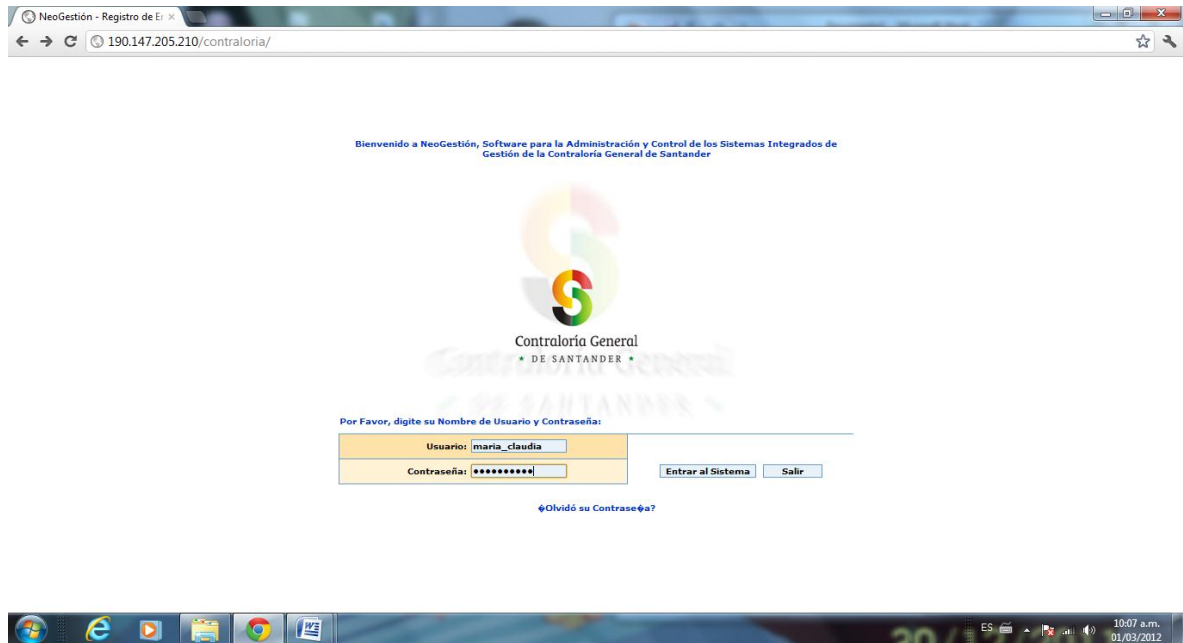 NeoGestión - Registro de Er
190.147.205.210/contraloria/
Bienvenido a NeoGestión, Software para la Administración y Control de los Sistemas Integrados de
Gestión de la Contraloría General de Santander
Contraloría General
★ DE SANTANDER ★
Por Favor, digite su Nombre de Usuario y Contraseña:
Usuario: maria_claudia
Contraseña: ●●●●●●●●●●
Entrar al Sistema Salir
�Olvidó su Contrase�a?
ES
10:07 a.m.
01/03/2012